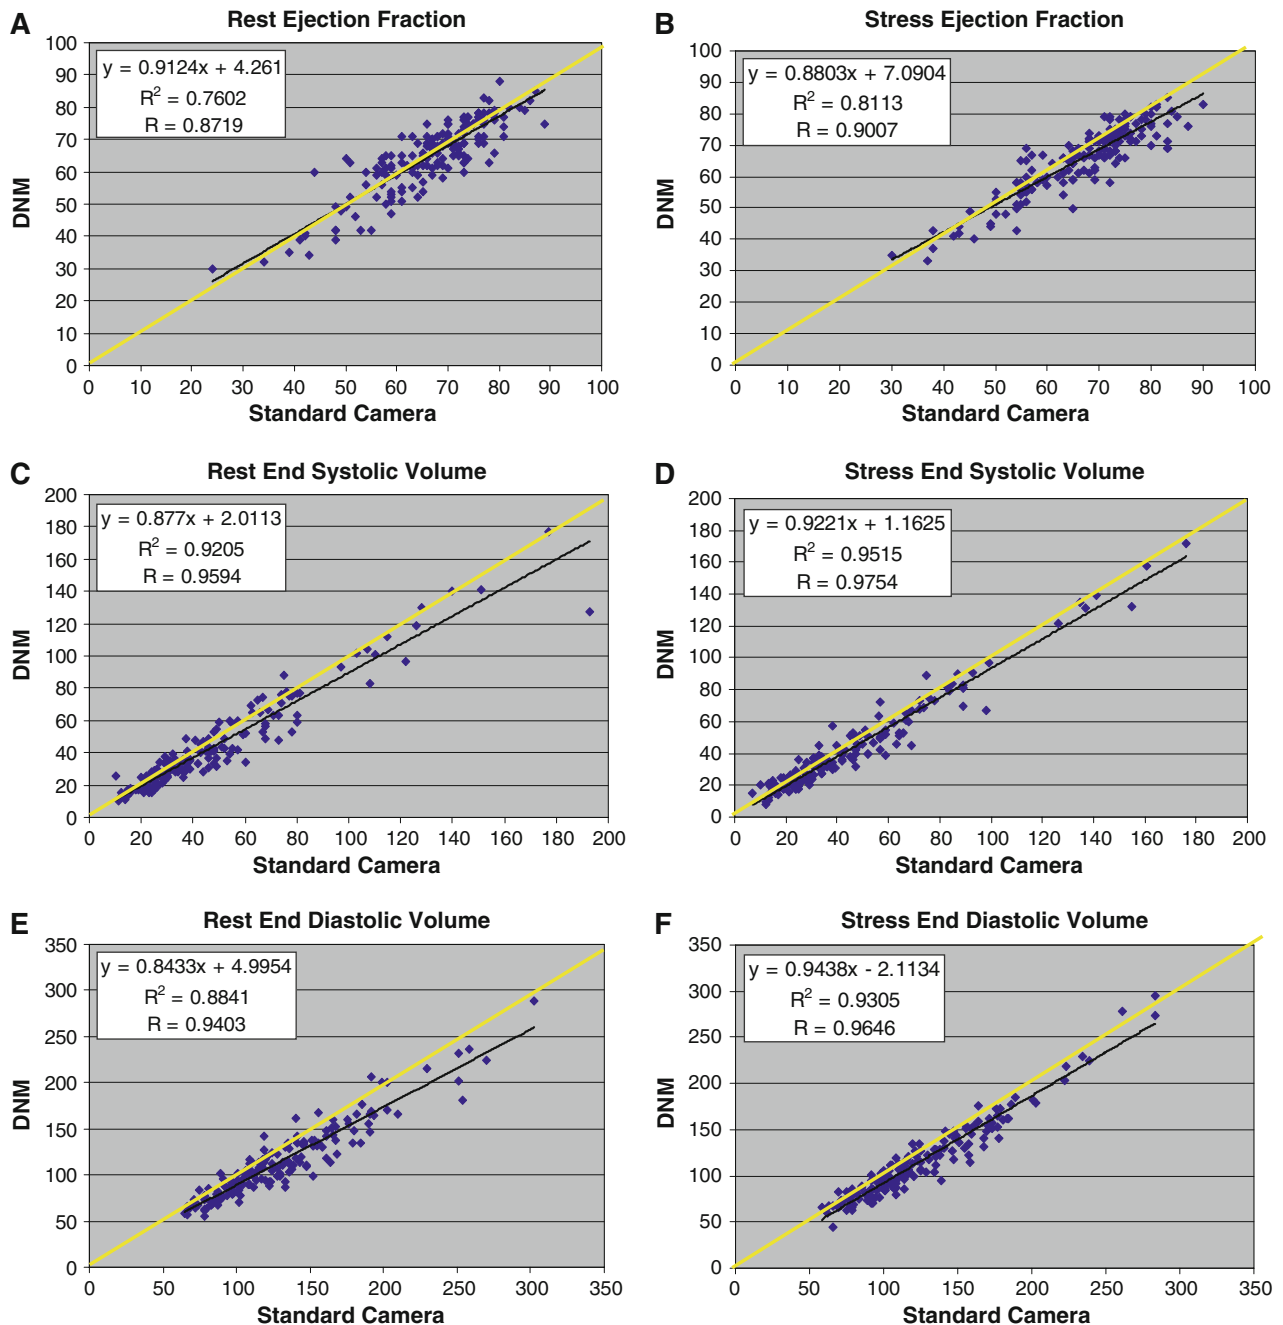 A
Rest Ejection Fraction
y = 0.9124x + 4.261
R² = 0.7602
R = 0.8719
100
90
80
70
60
50
40
30
20
10
0
DNM
0 10 20 30 40 50 60 70 80 90 100
Standard Camera
B
Stress Ejection Fraction
y = 0.8803x + 7.0904
R² = 0.8113
R = 0.9007
100
90
80
70
60
50
40
30
20
10
0
DNM
0 10 20 30 40 50 60 70 80 90 100
Standard Camera
C
Rest End Systolic Volume
y = 0.877x + 2.0113
R² = 0.9205
R = 0.9594
200
180
160
140
120
100
80
60
40
20
0
DNM
0 20 40 60 80 100 120 140 160 180 200
Standard Camera
D
Stress End Systolic Volume
y = 0.9221x + 1.1625
R² = 0.9515
R = 0.9754
200
180
160
140
120
100
80
60
40
20
0
DNM
0 20 40 60 80 100 120 140 160 180 200
Standard Camera
E
Rest End Diastolic Volume
y = 0.8433x + 4.9954
R² = 0.8841
R = 0.9403
350
300
250
200
150
100
50
0
DNM
0 50 100 150 200 250 300 350
Standard Camera
F
Stress End Diastolic Volume
y = 0.9438x - 2.1134
R² = 0.9305
R = 0.9646
350
300
250
200
150
100
50
0
DNM
0 50 100 150 200 250 300 350
Standard Camera